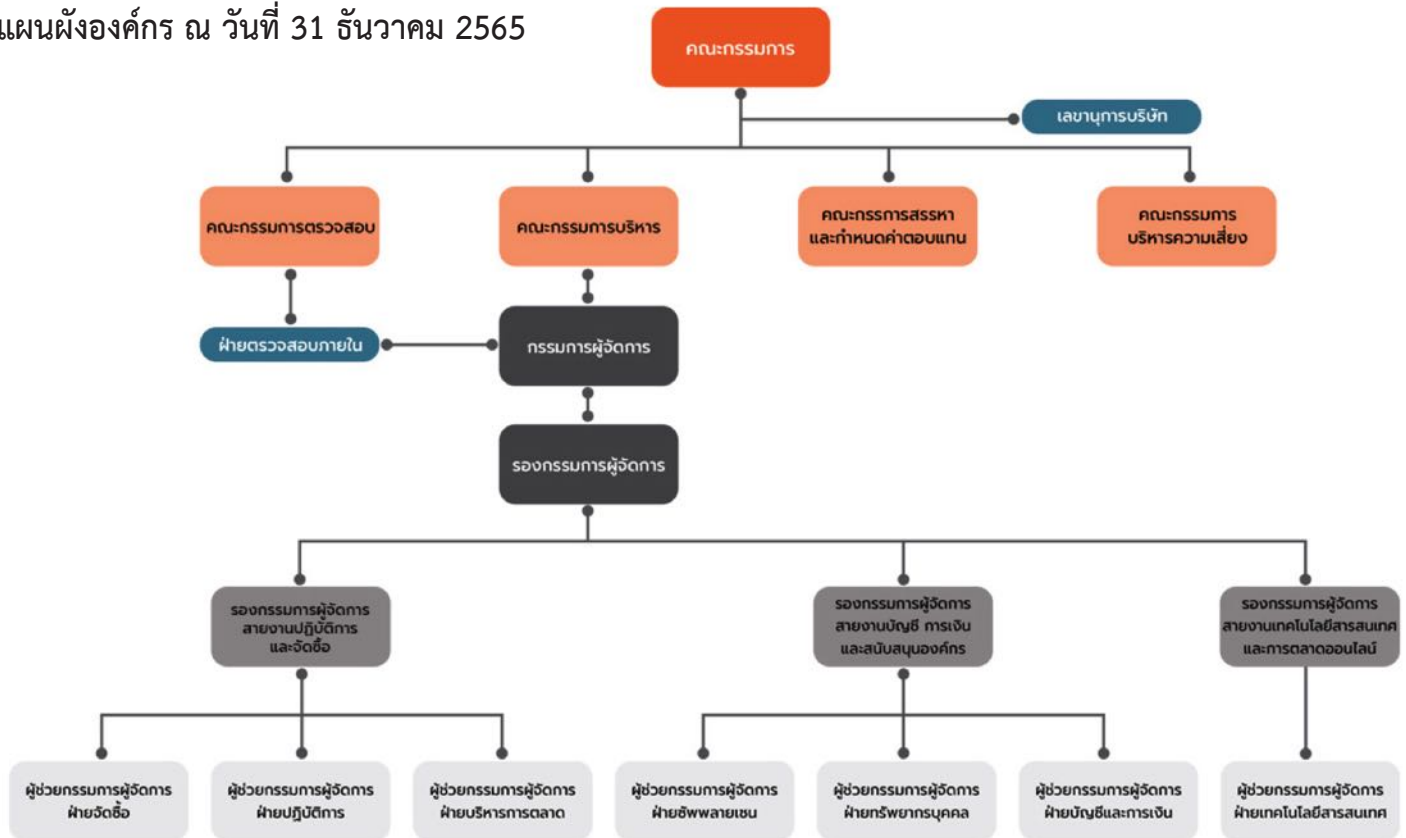 แผนผังองค์กร ณ วันที่ 31 ธันวาคม 2565
คณะกรรมการ
เลขานุการบริษัท
คณะกรรมการตรวจสอบ
คณะกรรมการบริหาร
คณะกรรการสรรหา
และกำหนดค่าตอบแทน
คณะกรรมการ
บริหารความเสี่ยง
ฝ่ายตรวจสอบภายใน
กรรมการผู้จัดการ
รองกรรมการผู้จัดการ
รองกรรมการผู้จัดการ
สายงานปฏิบัติการ
และจัดซื้อ
รองกรรมการผู้จัดการ
สายงานบัญชี การเงิน
และสนับสนุนองค์กร
รองกรรมการผู้จัดการ
สายงานเทคโนโลยีสารสนเทศ
และการตลาดออนไลน์
ผู้ช่วยกรรมการผู้จัดการ
ฝ่ายจัดซื้อ
ผู้ช่วยกรรมการผู้จัดการ
ฝ่ายปฏิบัติการ
ผู้ช่วยกรรมการผู้จัดการ
ฝ่ายบริหารการตลาด
ผู้ช่วยกรรมการผู้จัดการ
ฝ่ายซัพพลายเชน
ผู้ช่วยกรรมการผู้จัดการ
ฝ่ายทรัพยากรบุคคล
ผู้ช่วยกรรมการผู้จัดการ
ฝ่ายบัญชีและการเงิน
ผู้ช่วยกรรมการผู้จัดการ
ฝ่ายเทคโนโลยีสารสนเทศ